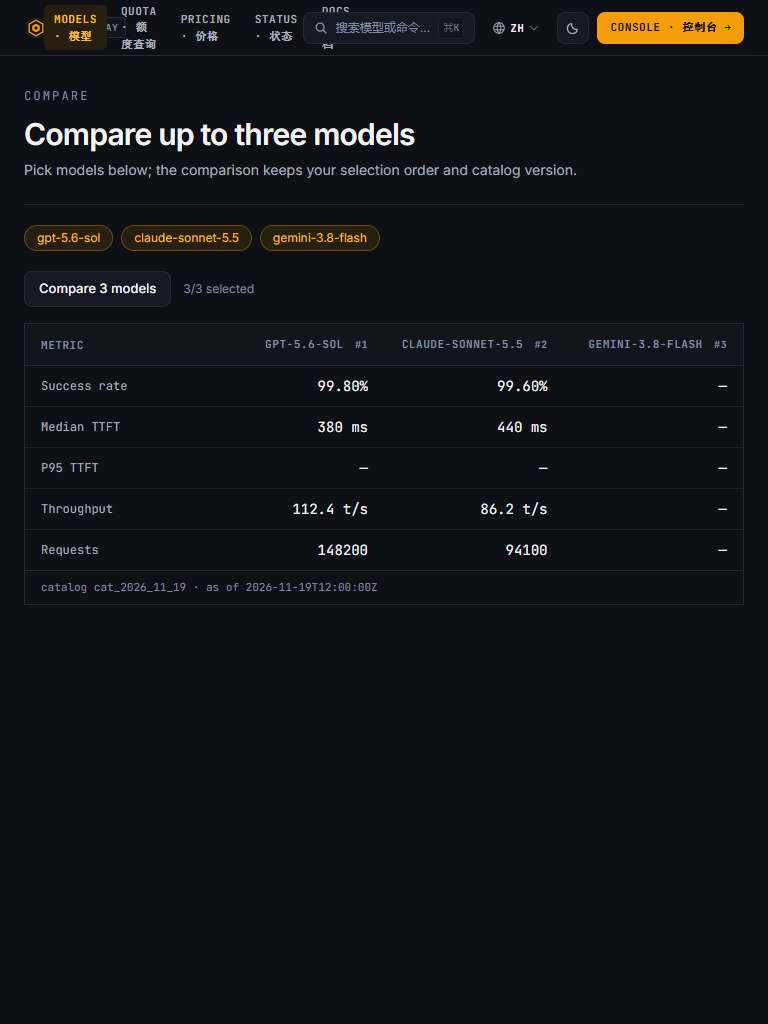 MODELS
· 模型
AY
QUOTA
· 额
度查询
PRICING
· 价格
STATUS
· 状态
DOCS
搜索模型或命令... ⌘K
ZH
CONSOLE · 控制台 →
COMPARE
Compare up to three models
Pick models below; the comparison keeps your selection order and catalog version.
gpt-5.6-sol claude-sonnet-5.5 gemini-3.8-flash
Compare 3 models 3/3 selected
METRIC GPT-5.6-SOL #1 CLAUDE-SONNET-5.5 #2 GEMINI-3.8-FLASH #3
Success rate 99.80% 99.60% —
Median TTFT 380 ms 440 ms —
P95 TTFT — — —
Throughput 112.4 t/s 86.2 t/s —
Requests 148200 94100 —
catalog cat_2026_11_19 · as of 2026-11-19T12:00:00Z